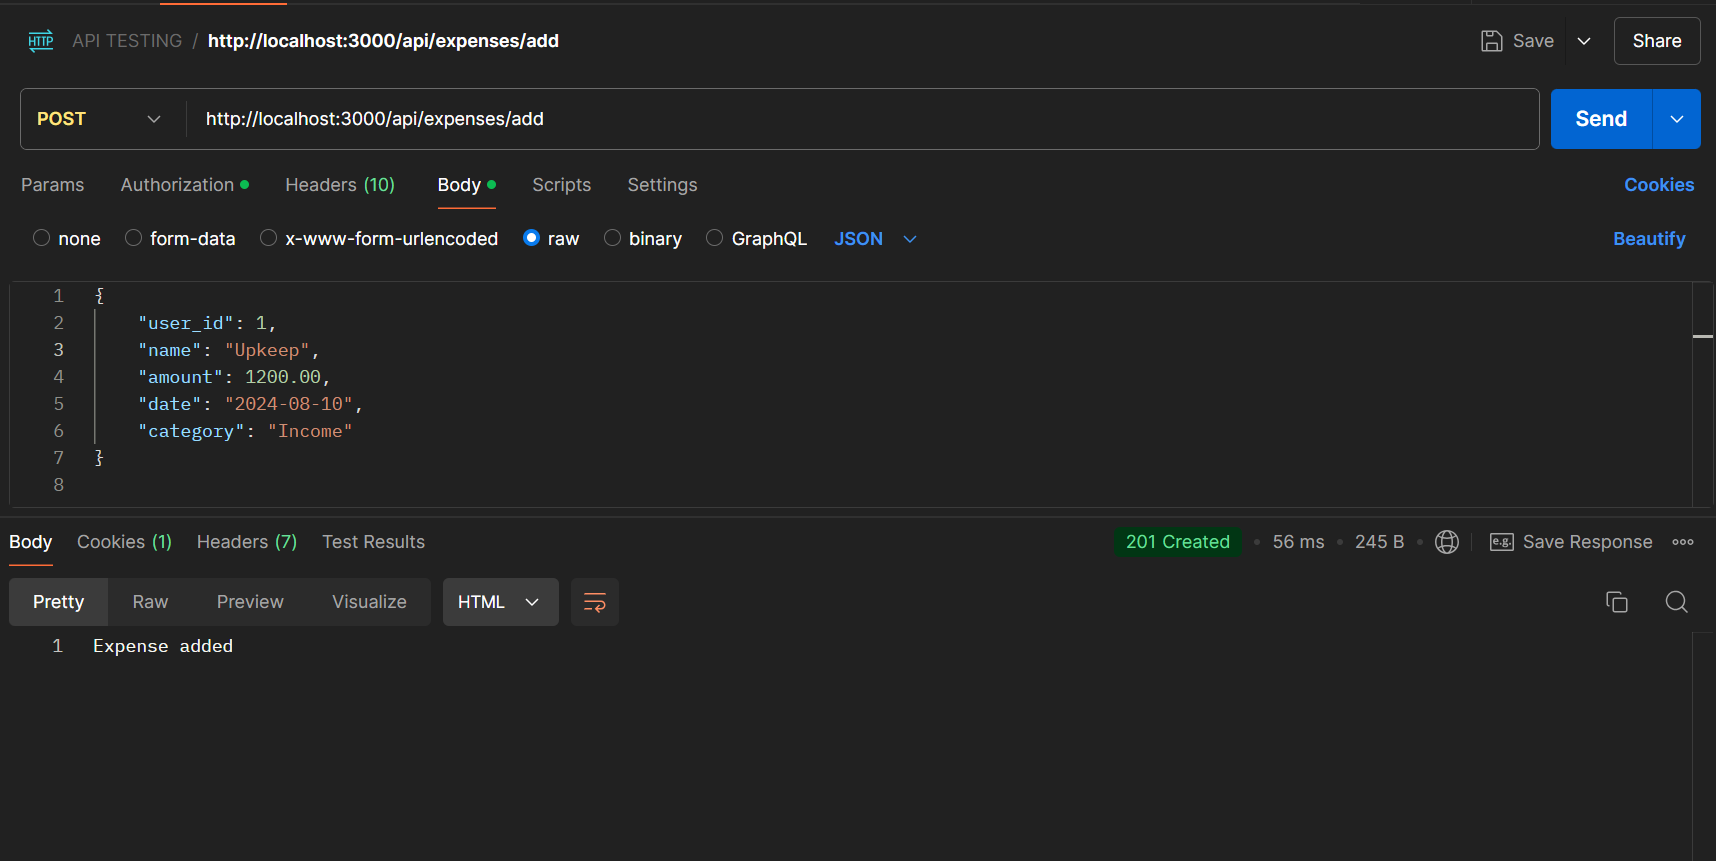 HTTP API TESTING / http://localhost:3000/api/expenses/add Save Share
POST http://localhost:3000/api/expenses/add Send
Params Authorization Headers (10) Body Scripts Settings Cookies
none form-data x-www-form-urlencoded raw binary GraphQL JSON Beautify
1 {
2 "user_id": 1,
3 "name": "Upkeep",
4 "amount": 1200.00,
5 "date": "2024-08-10",
6 "category": "Income"
7 }
8
Body Cookies (1) Headers (7) Test Results 201 Created • 56 ms • 245 B • e.g. Save Response
Pretty Raw Preview Visualize HTML
1 Expense added